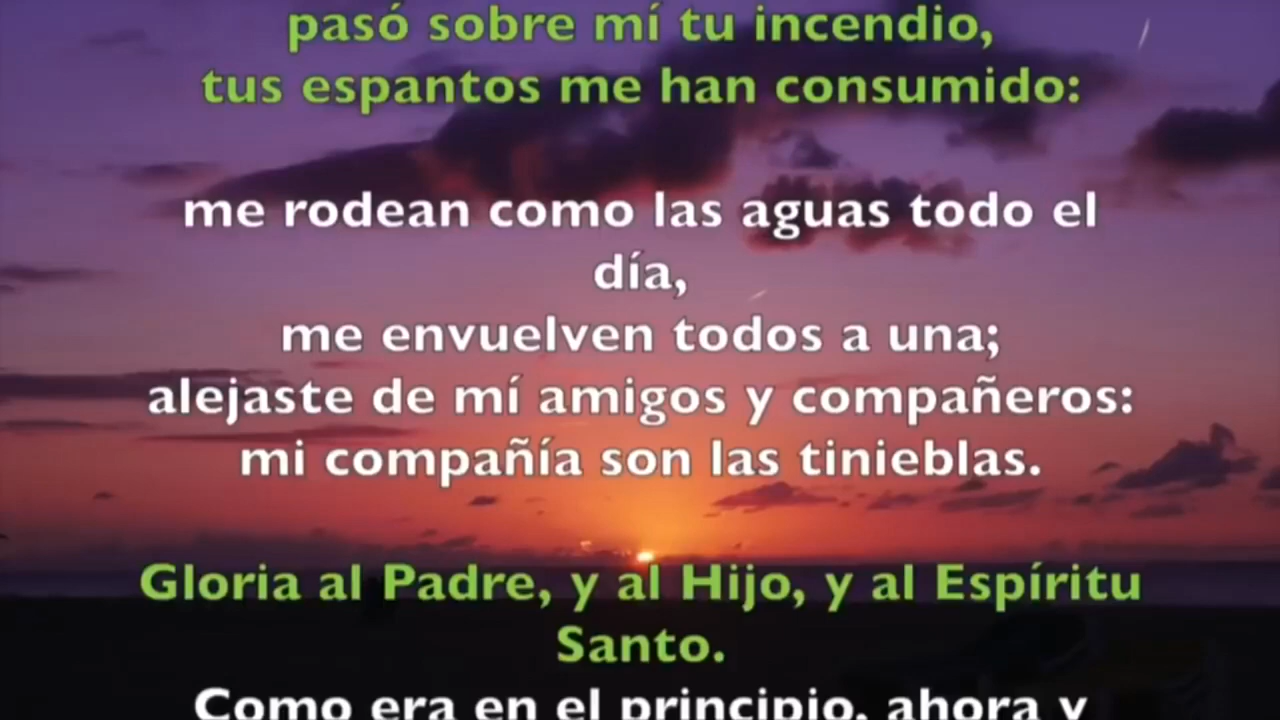 pasó sobre mí tu incendio,
tus espantos me han consumido:
me rodean como las aguas todo el
día,
me envuelven todos a una;
alejaste de mí amigos y compañeros:
mi compañía son las tinieblas.
Gloria al Padre, y al Hijo, y al Espíritu
Santo.
Como era en el principio, ahora y